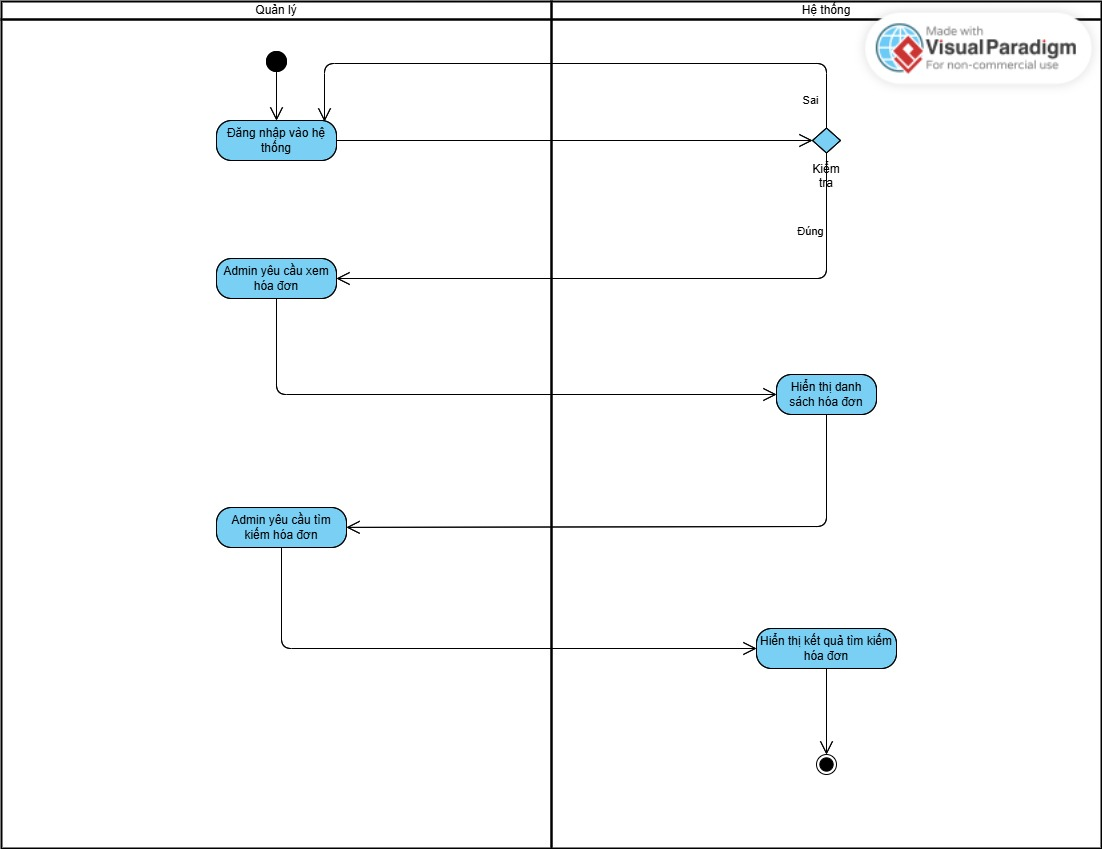 Quản lý
Hệ thống
Made with
Visual Paradigm
For non-commercial use
Sai
Đăng nhập vào hệ
thống
Kiểm
tra
Đúng
Admin yêu cầu xem
hóa đơn
Hiển thị danh
sách hóa đơn
Admin yêu cầu tìm
kiếm hóa đơn
Hiển thị kết quả tìm kiếm
hóa đơn